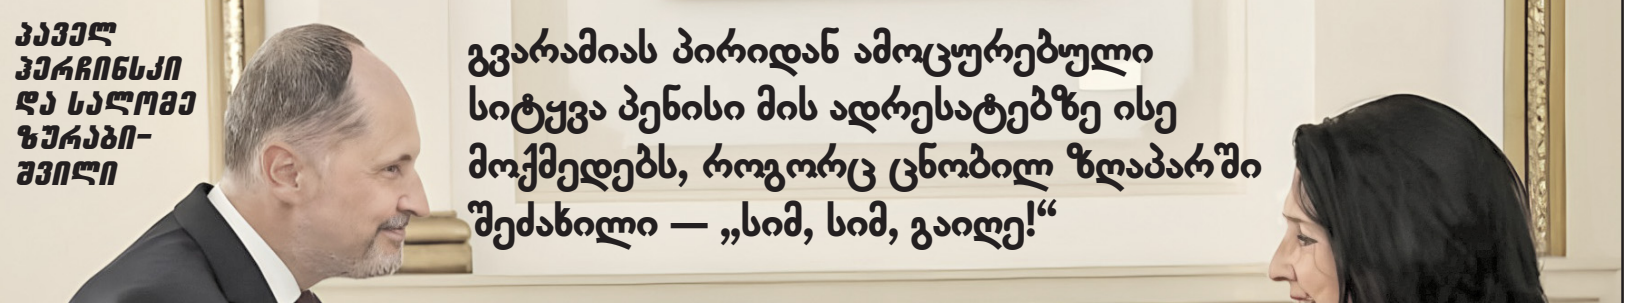 პაველ
ჰერჩინსკი
და სალომე
ზურაბი-
შვილი
გვარამიას პირიდან ამოცურებული
სიტყვა პენისი მის ადრესატებზე ისე
მოქმედებს, როგორც ცნობილ ზღაპარში
შეძახილი — „სიმ, სიმ, გაიღე!“